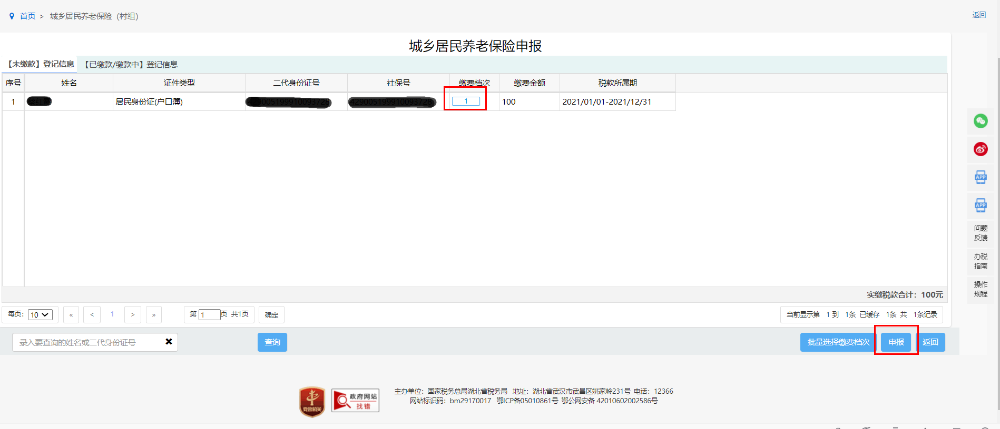 首页 > 城乡居民养老保险（村组）
返回
城乡居民养老保险申报
【未缴款】登记信息 【已缴款/缴款中】登记信息
序号 姓名 证件类型 二代身份证号 社保号 缴费档次 缴费金额 税款所属期
1 居民身份证(户口簿) 1 100 2021/01/01-2021/12/31
APP
APP
问题
反馈
办税
指南
操作
规程
实缴税款合计：100元
每页: 10 « < 1 > » 第 1 页 共1页 确定 当前显示第 1 到 1条 已缓存 1条 共 1条记录
录入要查询的姓名或二代身份证号 ✖ 查询 批量选择缴费档次 申报 返回
党政机关
政府网站
找错
主办单位：国家税务总局湖北省税务局 地址：湖北省武汉市武昌区姚家岭231号 电话：12366
网站标识码：bm29170017 鄂ICP备05010861号 鄂公网安备 42010602002586号